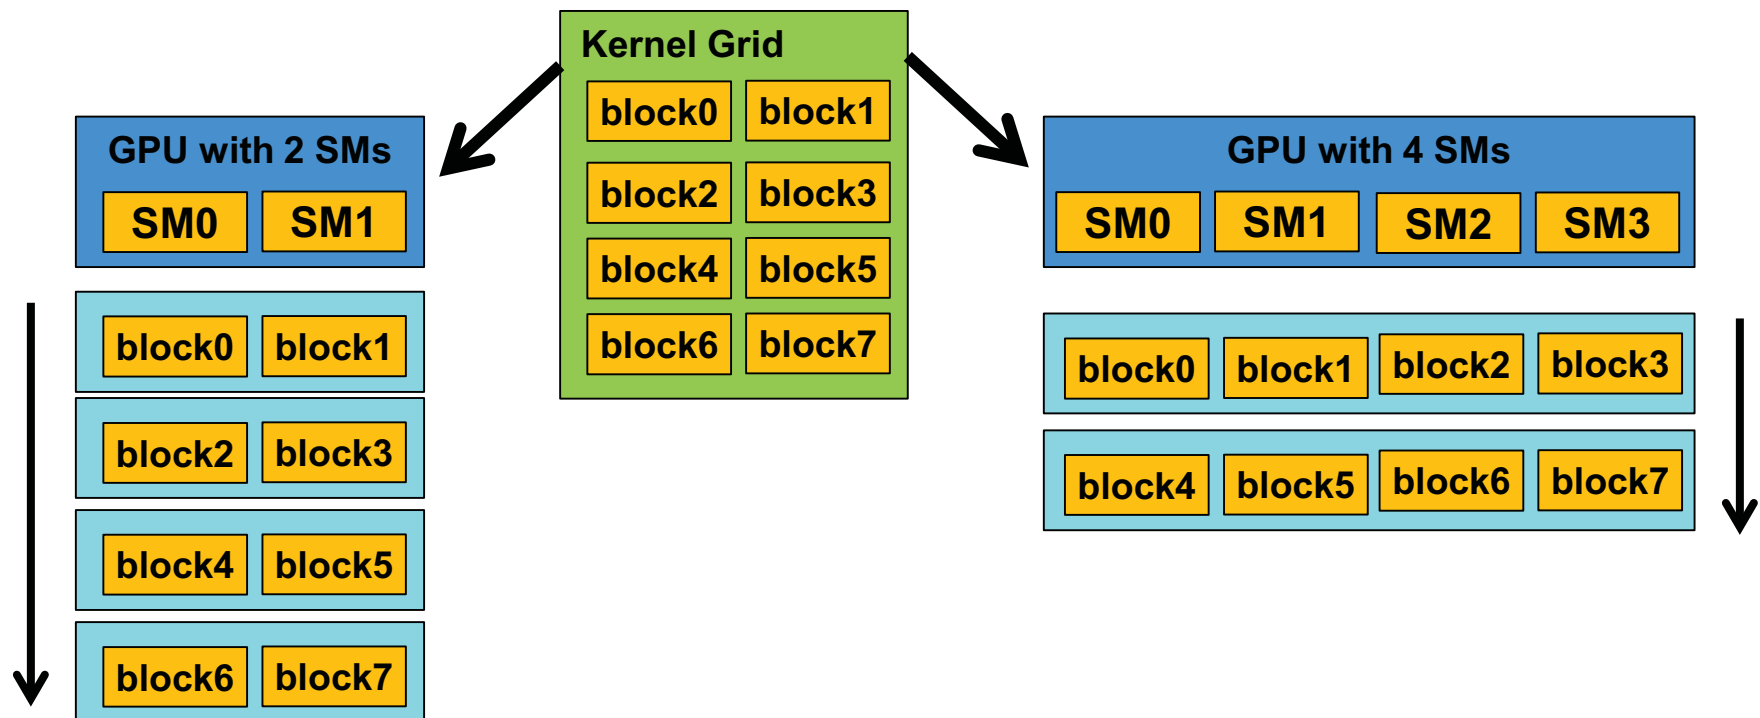 Kernel Grid
block0 block1
block2 block3
block4 block5
block6 block7
GPU with 2 SMs
SM0 SM1
block0 block1
block2 block3
block4 block5
block6 block7
GPU with 4 SMs
SM0 SM1 SM2 SM3
block0 block1 block2 block3
block4 block5 block6 block7